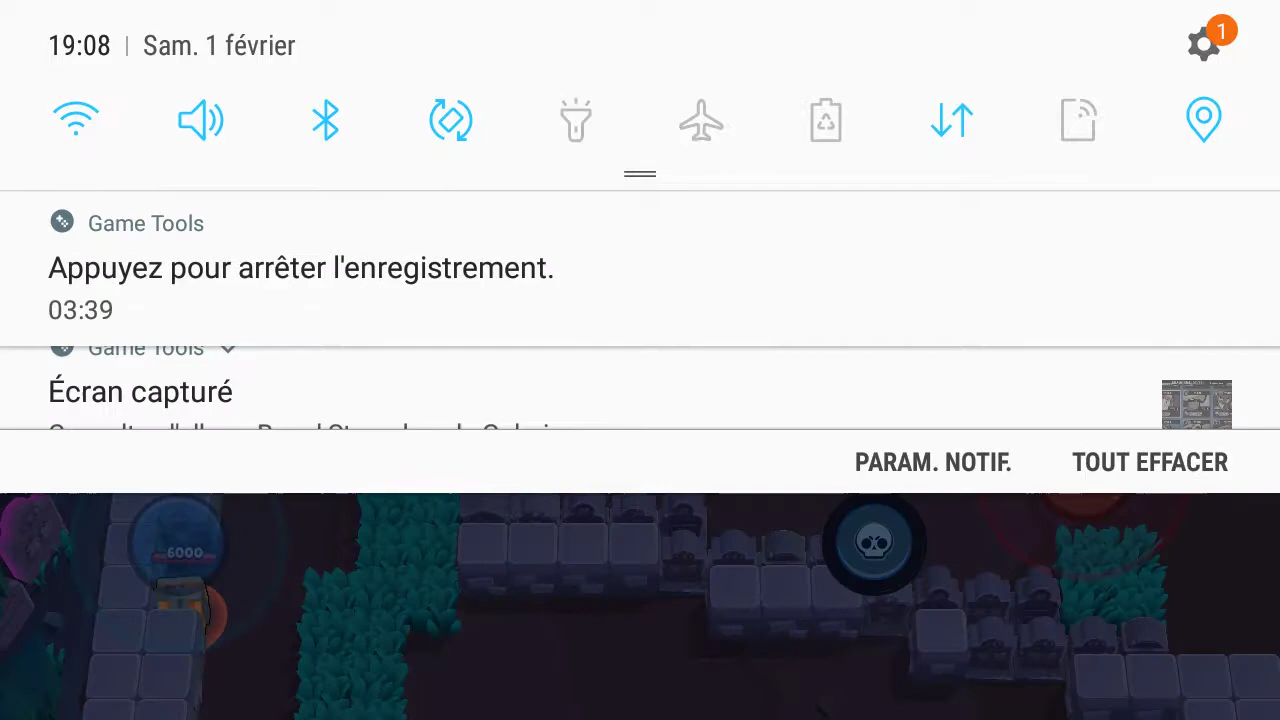 19:08 | Sam. 1 février
1
Game Tools
Appuyez pour arrêter l'enregistrement.
03:39
Game Tools
Écran capturé
PARAM. NOTIF. TOUT EFFACER
6000